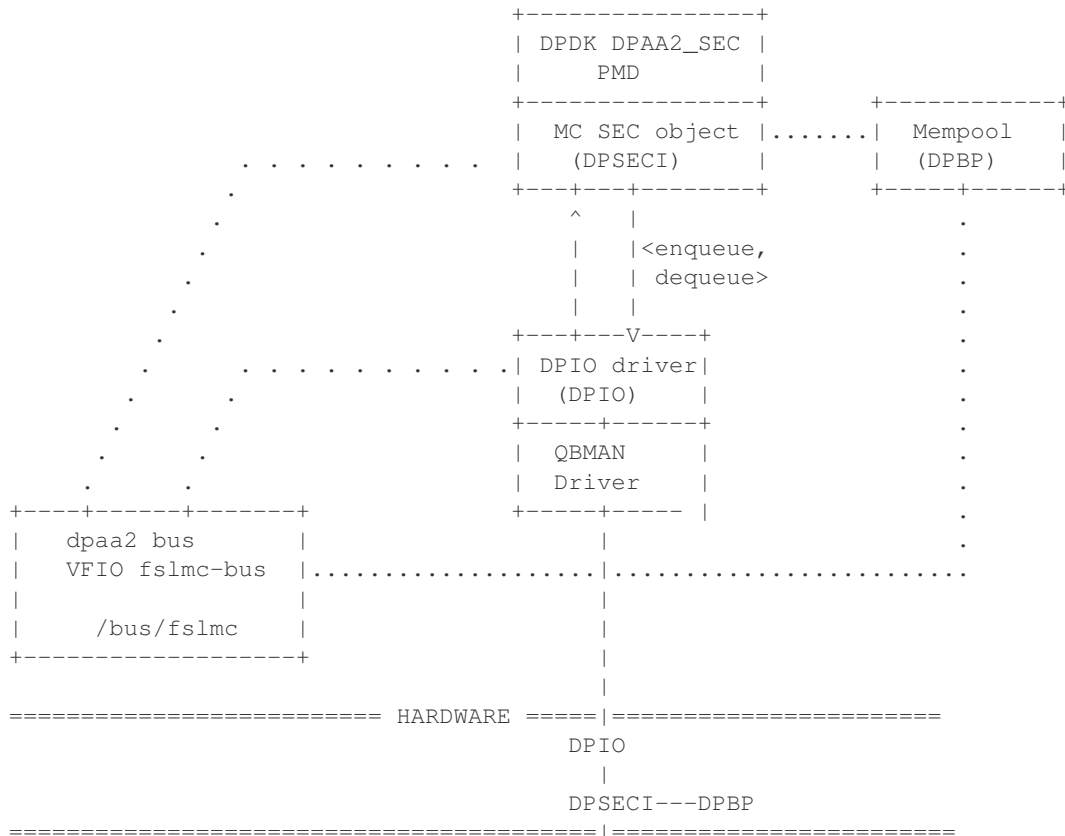 DPDK DPAA2_SEC
PMD
MC SEC object Mempool
(DPSECI) (DPBP)
<enqueue,
dequeue>
DPIO driver
(DPIO)
QBMAN
Driver
dpaa2 bus
VFIO fslmc-bus
/bus/fslmc
HARDWARE
DPIO
DPSECI---DPBP